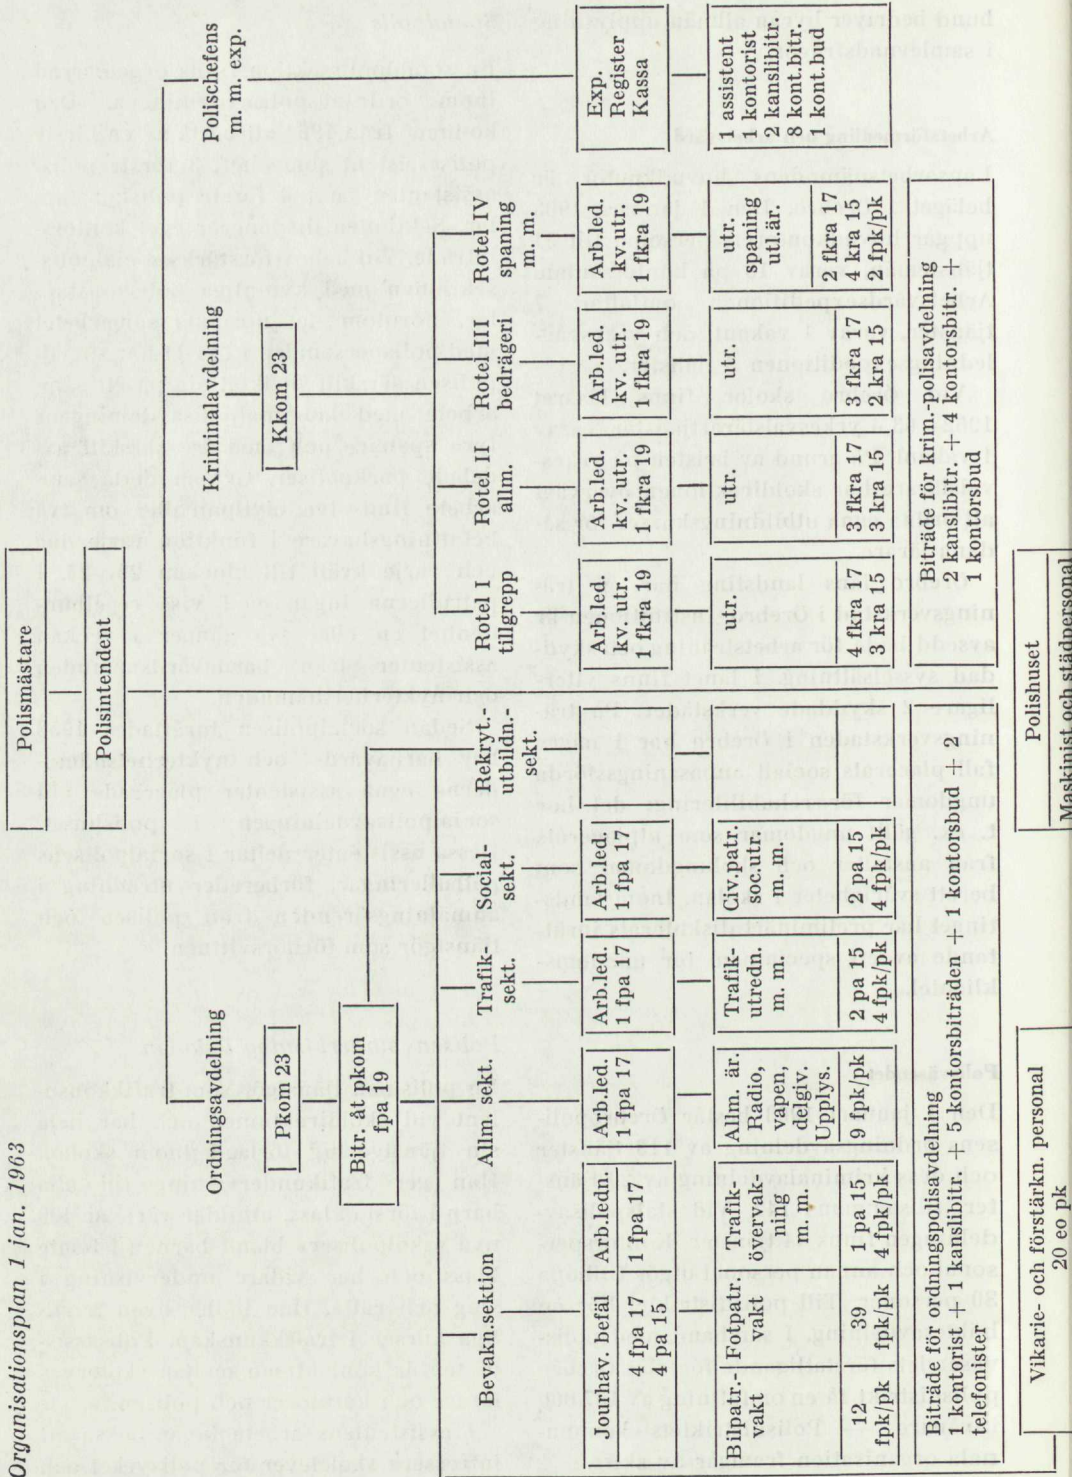 Organisationsplan 1 jan. 1963
Polismästare
Polisintendent
Ordningsavdelning
Pkom 23
Bitr. åt pkom
fpa 19
Kriminalavdelning
Kkom 23
Polischefens
m. m. exp.
Bevakn.sektion
Allm. sekt.
Trafik-
sekt.
Social-
sekt.
Rekryt.-
utbildn.-
sekt.
Rotel I
tillgrepp
Rotel II
allm.
Rotel III
bedrägeri
Rotel IV
spaning
m. m.
Jourhav. befäl
4 fpa 17
4 pa 15
Arb.ledn.
1 fpa 17
Arb.led.
1 fpa 17
Arb.led.
1 fpa 17
Arb.led.
1 fpa 17
Arb.led.
kv. utr.
1 fkra 19
Arb.led.
kv. utr.
1 fkra 19
Arb.led.
kv. utr.
1 fkra 19
Arb.led.
kv.utr.
1 fkra 19
Exp.
Register
Kassa
Bilpatr.-
vakt
12
fpk/pk
Fotpatr.
vakt
39
fpk/pk
Trafik-
övervak-
ning
m. m.
1 pa 15
4 fpk/pk
Allm. är.
Radio,
vapen,
delgiv.
Upplys.
9 fpk/pk
Trafik-
utredn.
m. m.
2 pa 15
4 fpk/pk
Civ.patr.
soc.utr.
m. m.
2 pa 15
4 fpk/pk
utr.
4 fkra 17
3 kra 15
utr.
4 fkra 17
3 kra 15
utr.
3 fkra 17
2 kra 15
patr.
spaning
utl.är.
2 fkra 17
1 kra 15
2 fpk/pk
1 assistent
1 kontorist
2 kanslibitr.
8 kont.bitr.
1 kont.bud
Biträde för ordningspolisavdelning
1 kontorist + 1 kanslibitr. + 5 kontorsbiträden + 1 kontorsbud + 2
telefonister
Biträde för krim.-polisavdelning
2 kanslibitr. + 4 kontorsbitr. +
1 kontorsbud
Vikarie- och förstärkn. personal
20 eo pk
Polishuset
Maskinist och städpersonal